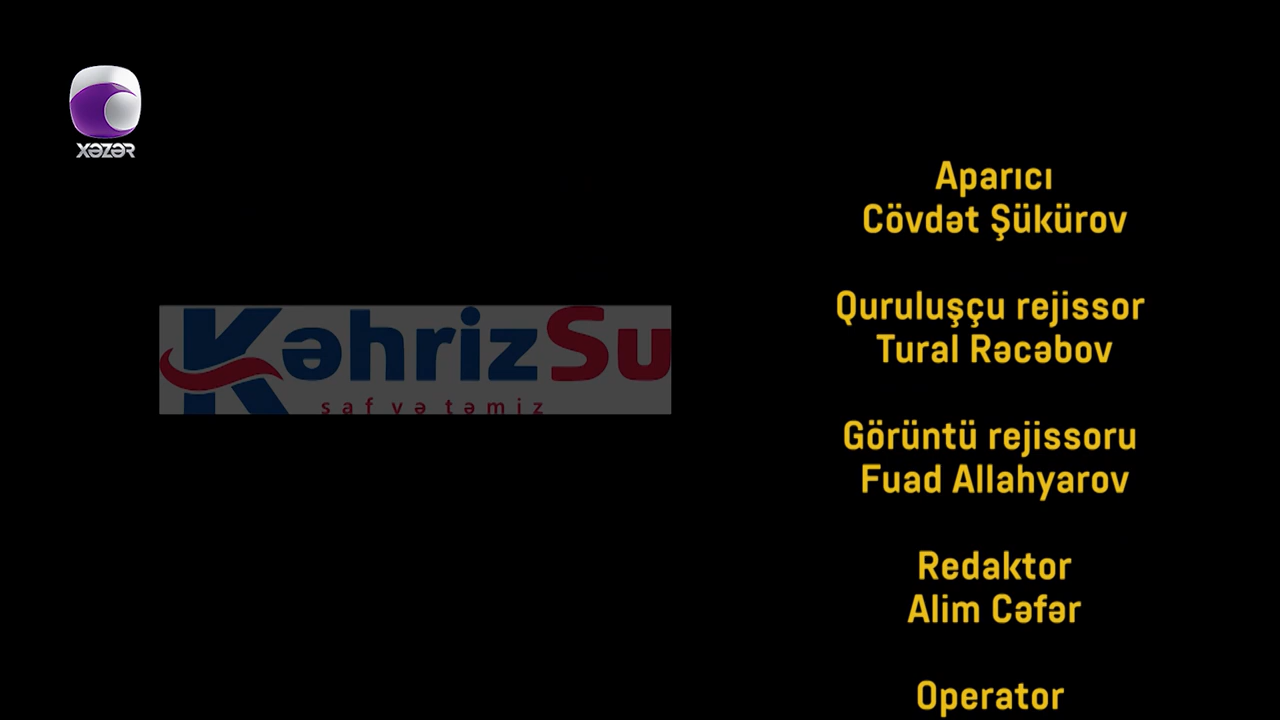 XƏZƏR
KəhrizSu
saf və təmiz
Aparıcı
Cövdət Şükürov
Quruluşçu rejissor
Tural Rəcəbov
Görüntü rejissoru
Fuad Allahyarov
Redaktor
Alim Cəfər
Operator